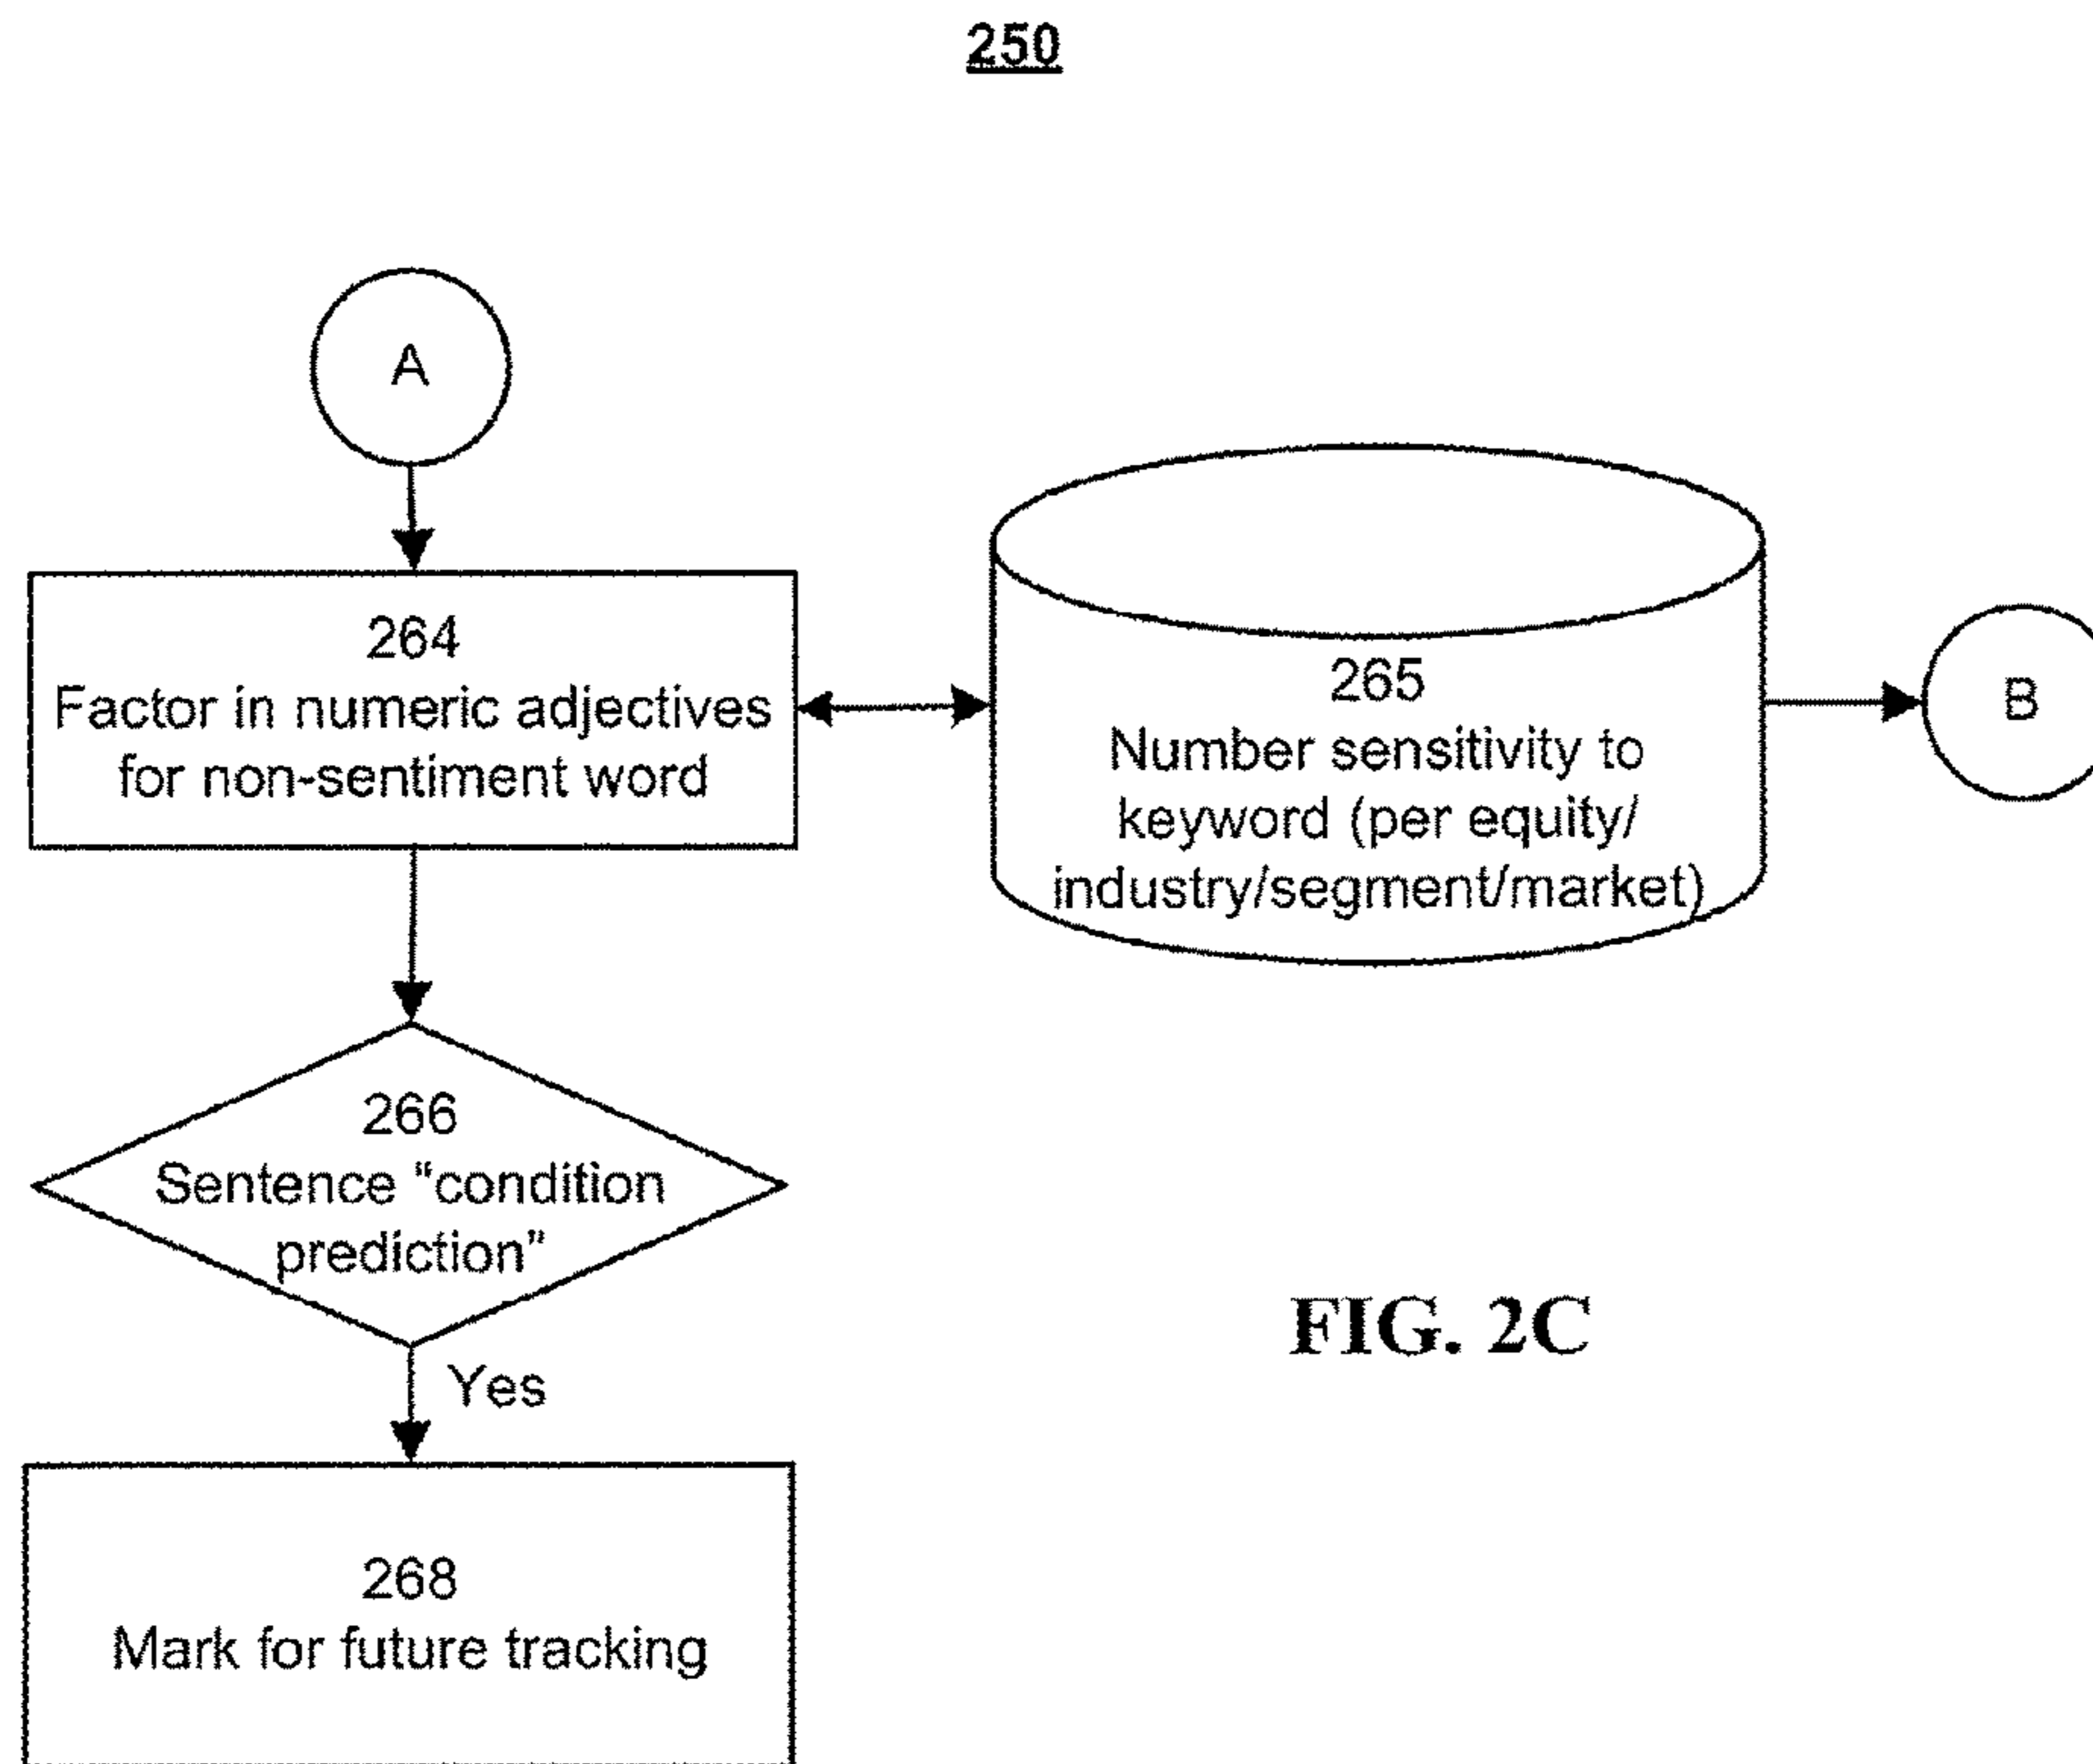 250
A
264
Factor in numeric adjectives
for non-sentiment word
265
Number sensitivity to
keyword (per equity/
industry/segment/market)
B
266
Sentence “condition
prediction”
Yes
FIG. 2C
268
Mark for future tracking